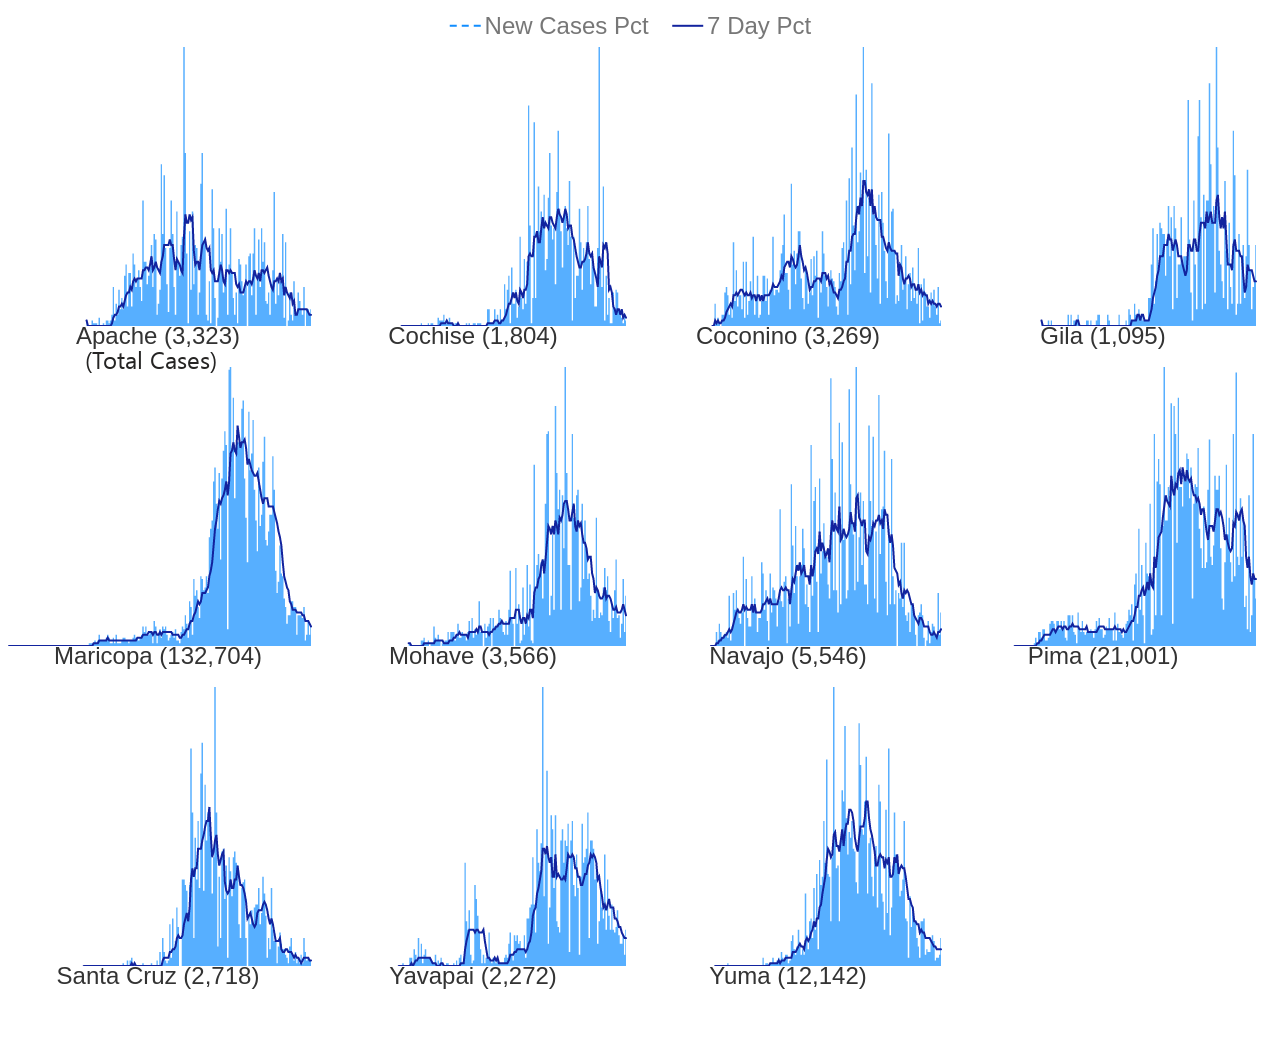 New Cases Pct 7 Day Pct
Apache (3,323) Cochise (1,804) Coconino (3,269) Gila (1,095)
(Total Cases)
Maricopa (132,704) Mohave (3,566) Navajo (5,546) Pima (21,001)
Santa Cruz (2,718) Yavapai (2,272) Yuma (12,142)